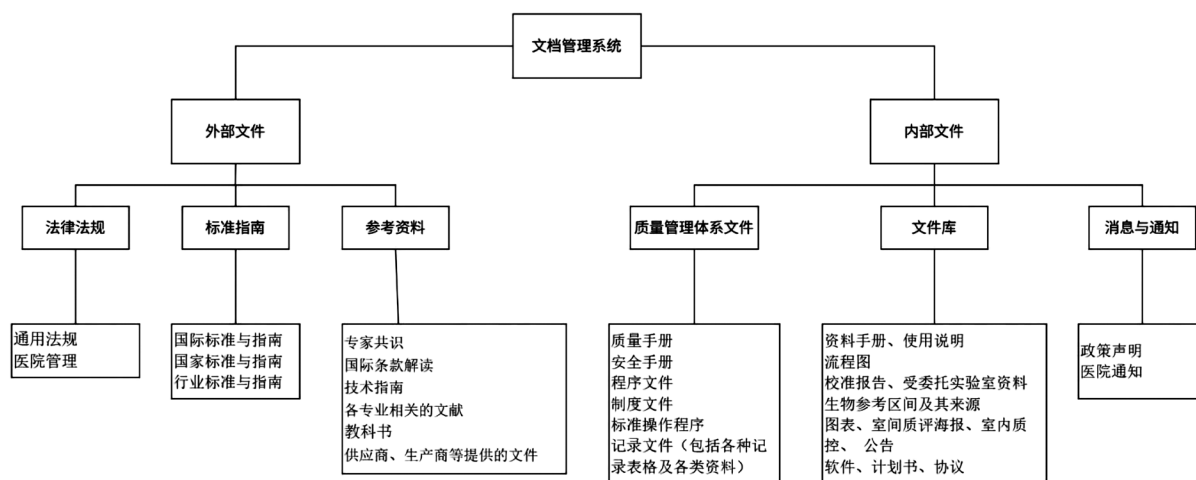 文档管理系统
外部文件
内部文件
法律法规
标准指南
参考资料
质量管理体系文件
文件库
消息与通知
通用法规
医院管理
国际标准与指南
国家标准与指南
行业标准与指南
专家共识
国际条款解读
技术指南
各专业相关的文献
教科书
供应商、生产商等提供的文件
质量手册
安全手册
程序文件
制度文件
标准操作程序
记录文件（包括各种记
录表格及各类资料）
资料手册、使用说明
流程图
校准报告、受委托实验室资料
生物参考区间及其来源
图表、室间质评海报、室内质
控、 公告
软件、计划书、协议
政策声明
医院通知